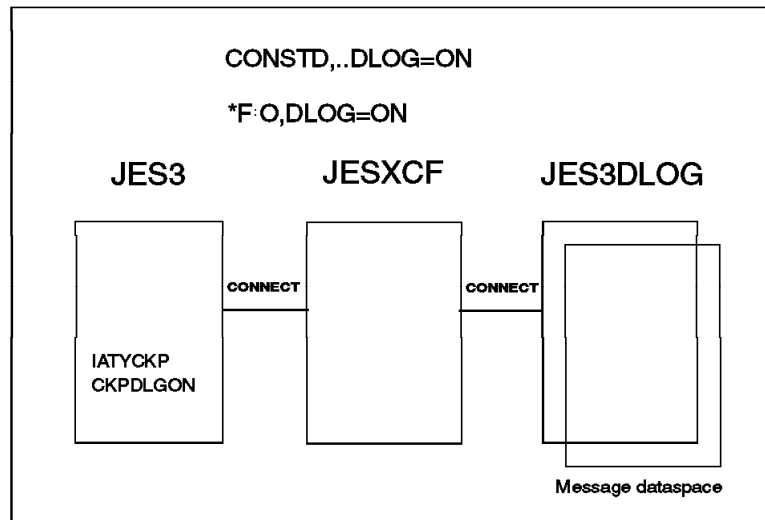 CONSTD,..DLOG=ON
*F:O,DLOG=ON
JES3 JESXCF JES3DLOG
CONNECT CONNECT
IATYCKP
CKPDLGON
Message dataspace